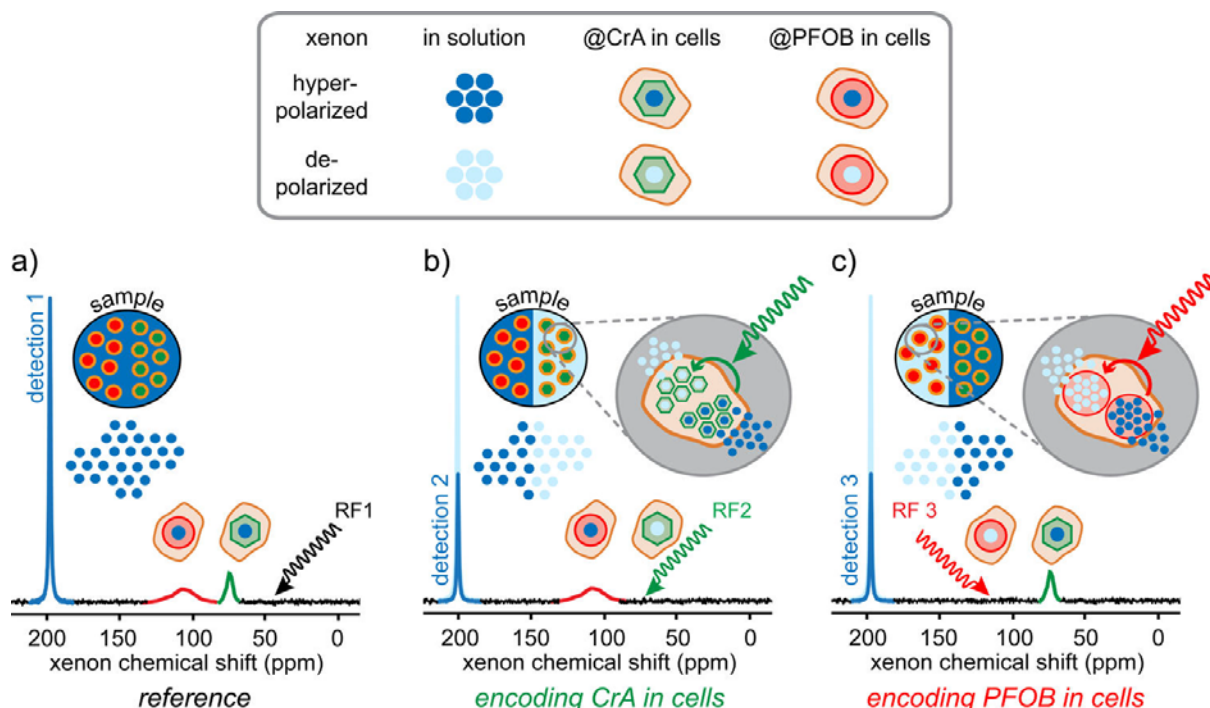 xenon in solution @CrA in cells @PFOB in cells
hyper-
polarized
de-
polarized
a)
detection 1
sample
RF1
200 150 100 50 0
xenon chemical shift (ppm)
reference
b)
detection 2
sample
RF2
200 150 100 50 0
xenon chemical shift (ppm)
encoding CrA in cells
c)
detection 3
sample
RF 3
200 150 100 50 0
xenon chemical shift (ppm)
encoding PFOB in cells